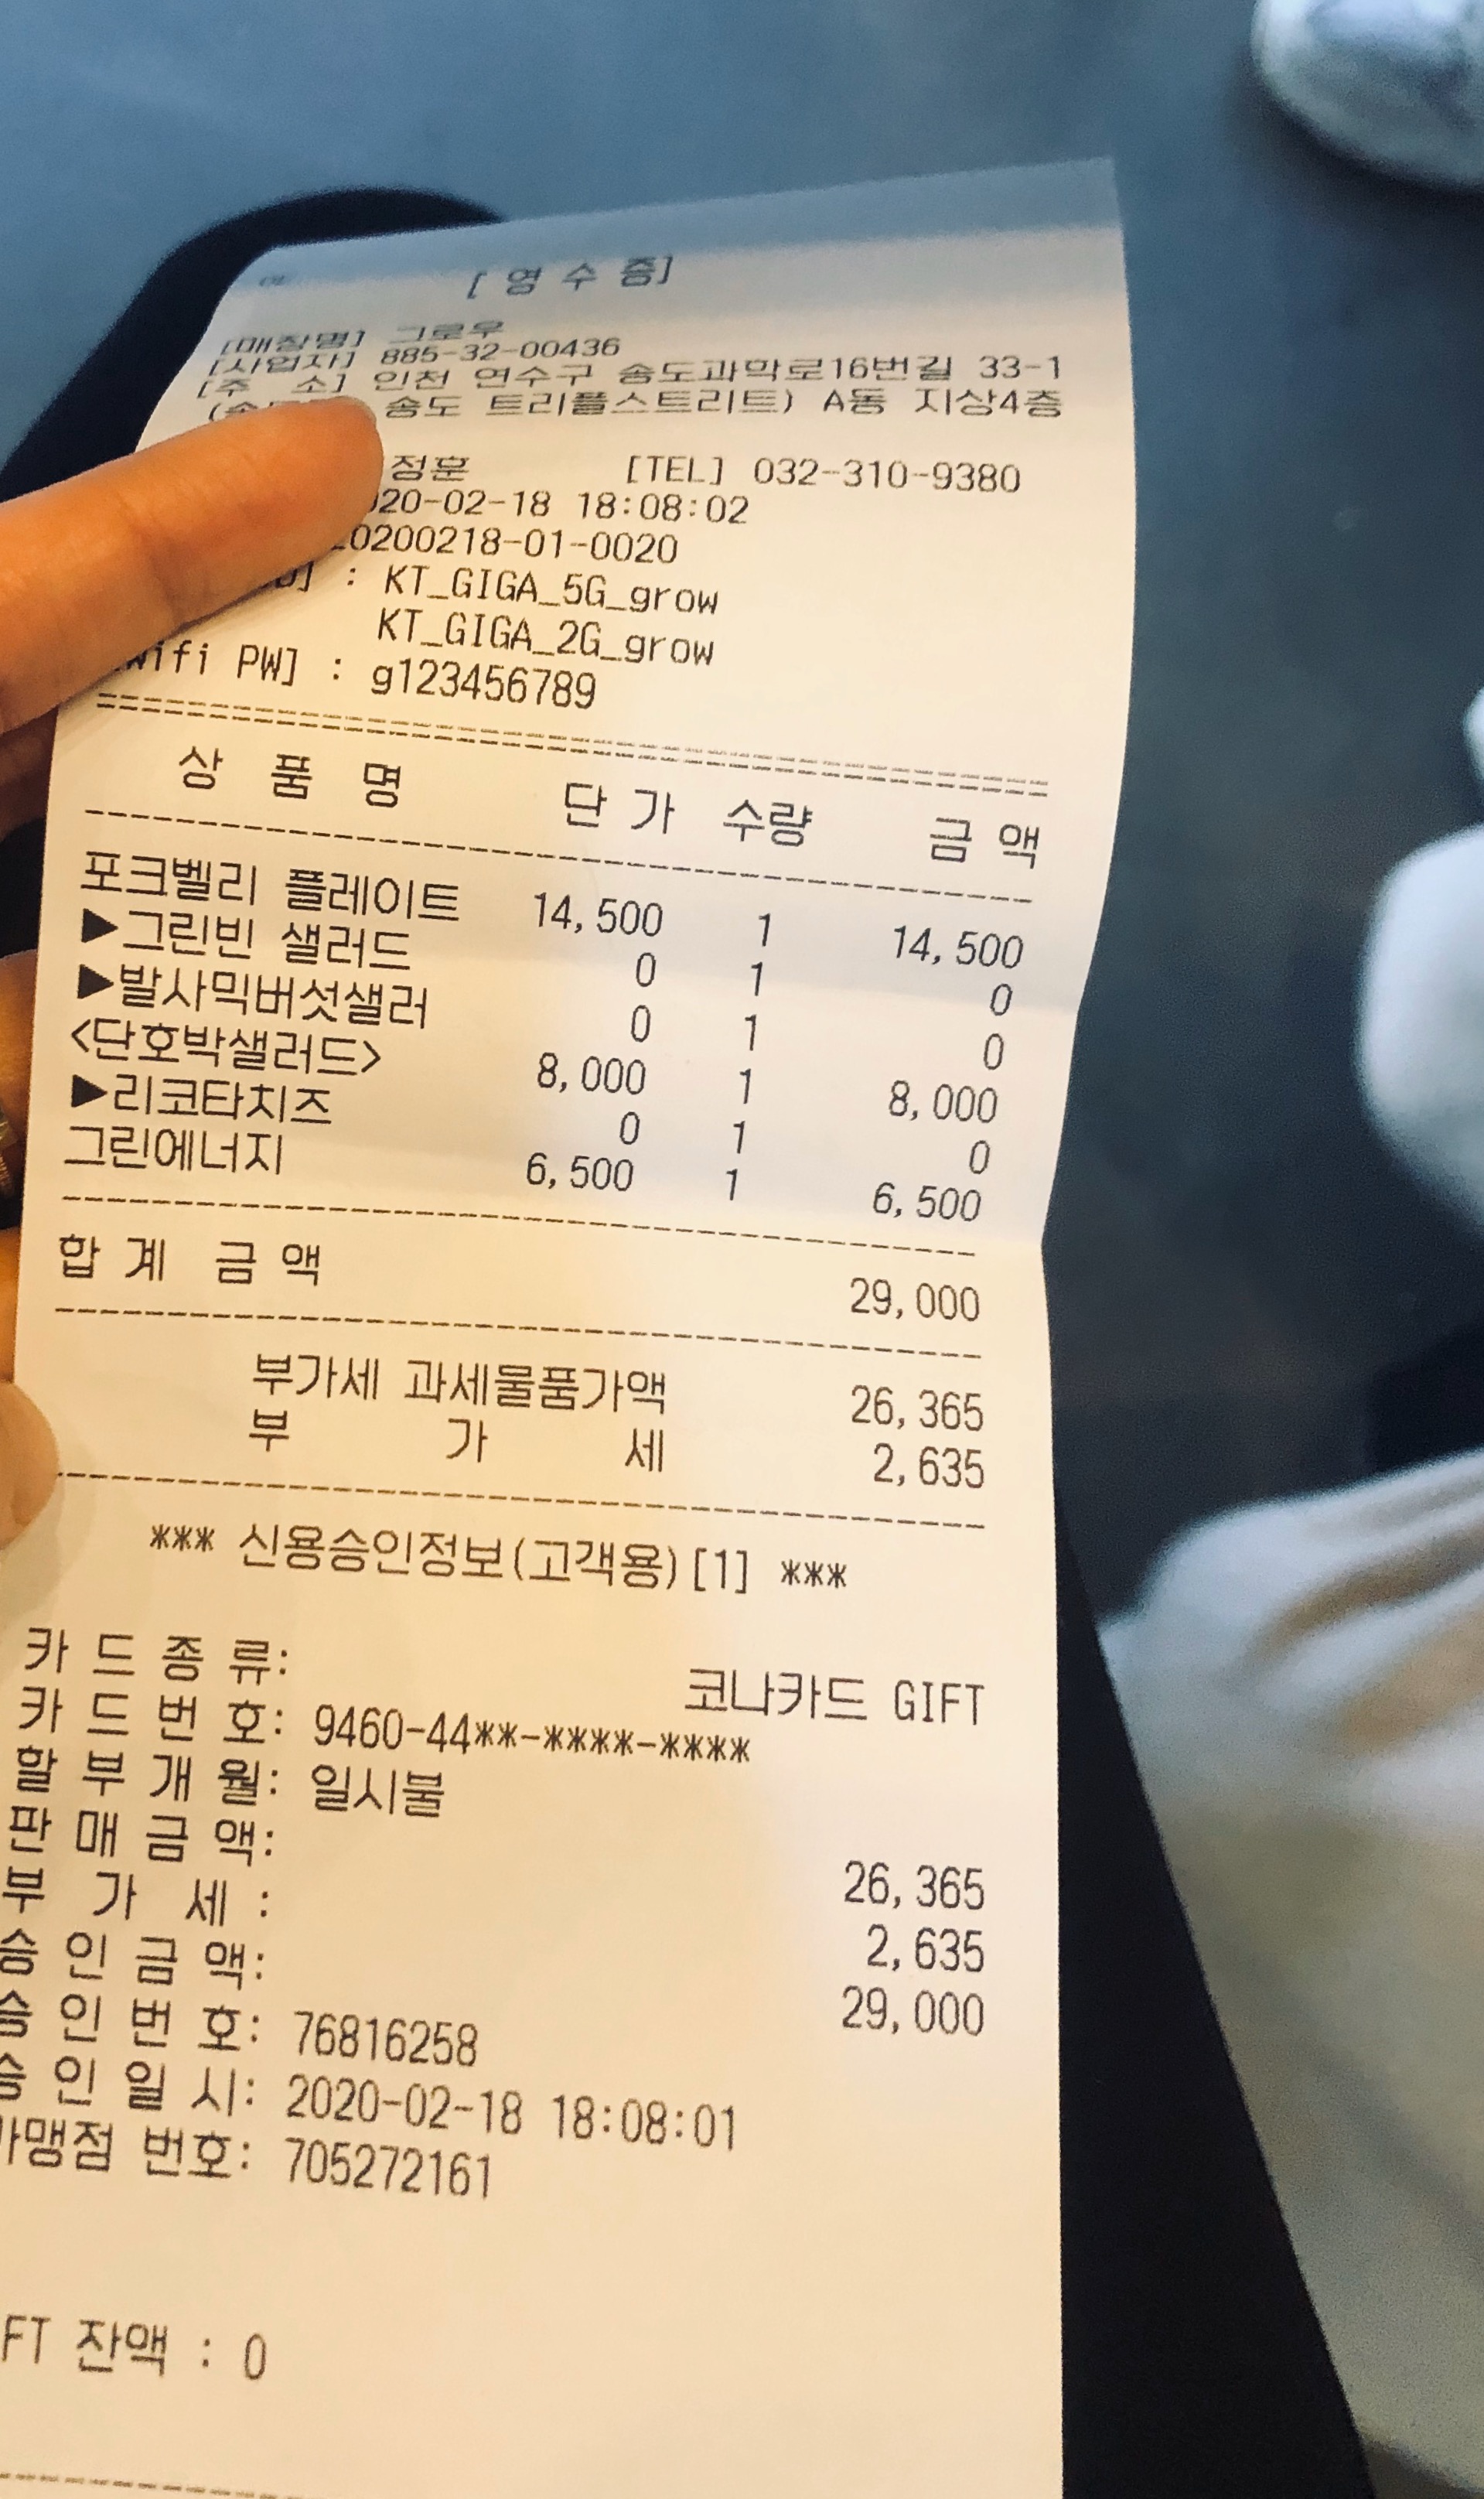 [ 영 수 증]
[매장명] 그로우
[사업자] 885-32-00436
[주 소] 인천 연수구 송도과학로16번길 33-1
송도 트리플스트리트) A동 지상4층
정훈 [TEL] 032-310-9380
020-02-18 18:08:02
20200218-01-0020
: KT_GIGA_5G_grow
KT_GIGA_2G_grow
wifi PW] : g123456789
상 품 명 단 가 수량 금 액
포크벨리 플레이트 14,500 1 14,500
▶그린빈 샐러드 0 1 0
▶발사믹버섯샐러 0 1 0
<단호박샐러드> 8,000 1 8,000
▶리코타치즈 0 1 0
그린에너지 6,500 1 6,500
합 계 금 액 29,000
부가세 과세물품가액 26,365
부 가 세 2,635
*** 신용승인정보(고객용)[1] ***
카 드 종 류: 코나카드 GIFT
카 드 번 호: 9460-44**-****-****
할 부 개 월: 일시불
판 매 금 액: 26,365
부 가 세 : 2,635
승 인 금 액: 29,000
승 인 번 호: 76816258
승 인 일 시: 2020-02-18 18:08:01
가맹점 번호: 705272161
FT 잔액 : 0